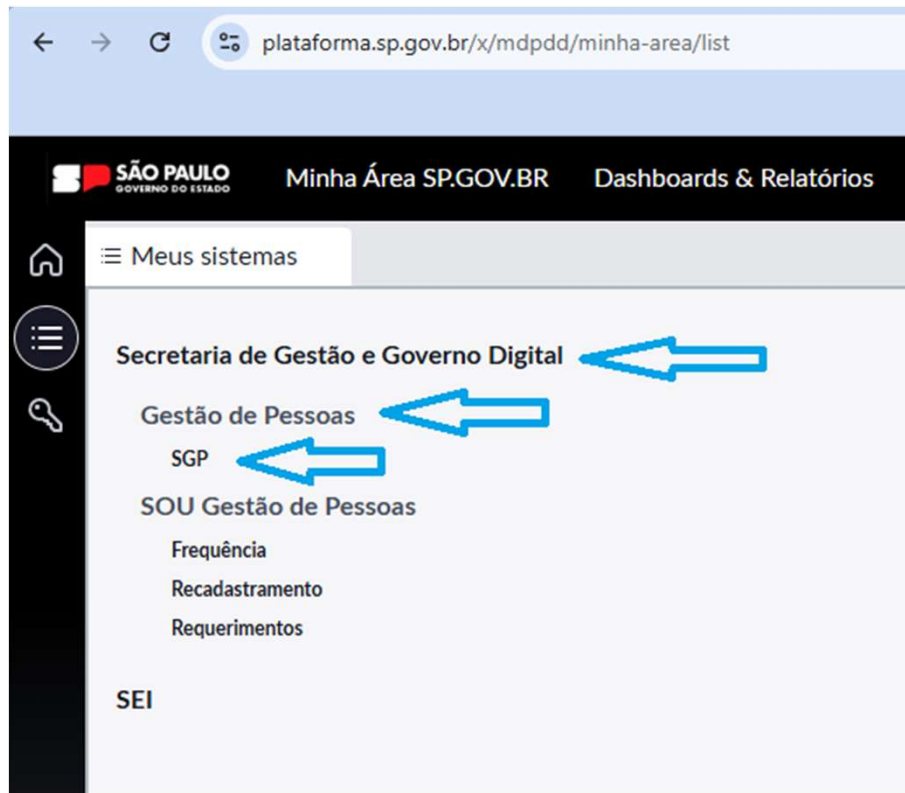 plataforma.sp.gov.br/x/mdpdd/minha-area/list
SÃO PAULO
GOVERNO DO ESTADO
Minha Área SP.GOV.BR
Dashboards & Relatórios
Meus sistemas
Secretaria de Gestão e Governo Digital
Gestão de Pessoas
SGP
SOU Gestão de Pessoas
Frequência
Recadastramento
Requerimentos
SEI